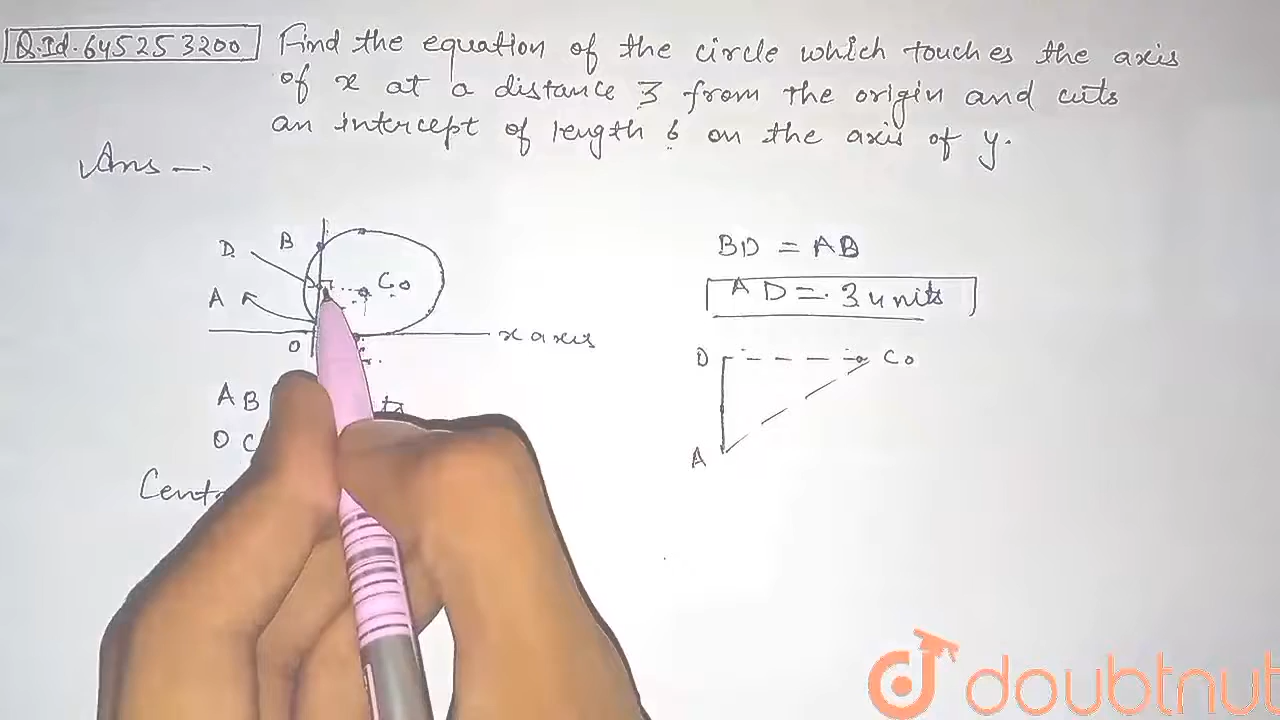 Q.Id.645253200 Find the equation of the circle which touches the axis
of x at a distance 3 from the origin and cuts
an intercept of length 6 on the axis of y.
Ans —
D B
A Co
O x axis
AB
OC
BD = AB
AD = 3 units
D Co
A
doubtnut